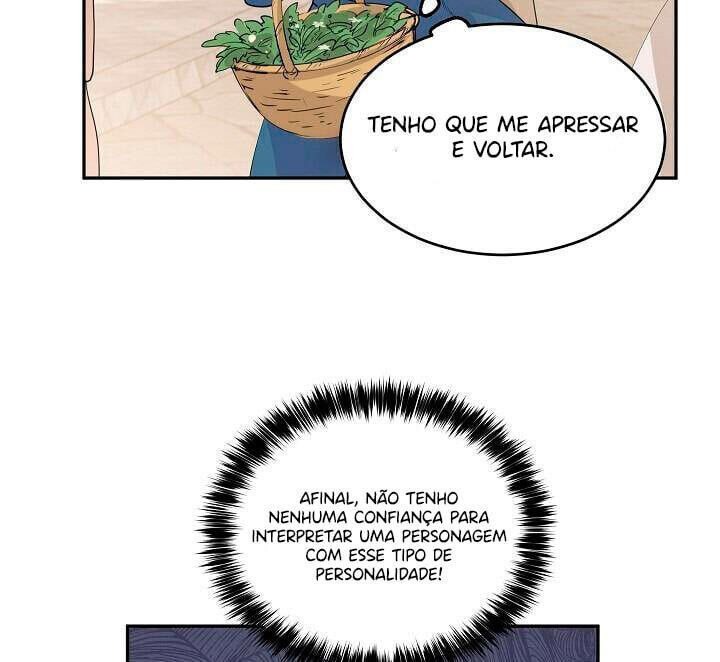 TENHO QUE ME APRESSAR
E VOLTAR.
AFINAL, NÃO TENHO
NENHUMA CONFIANÇA PARA
INTERPRETAR UMA PERSONAGEM
COM ESSE TIPO DE
PERSONALIDADE!